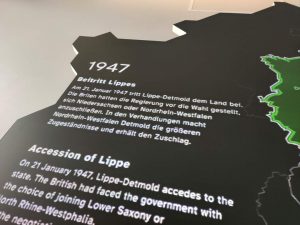 1947
Beitritt Lippes
Am 21. Januar 1947 tritt Lippe-Detmold dem Land bei.
Die Briten hatten die Regierung vor die Wahl gestellt,
sich Niedersachsen oder Nordrhein-Westfalen
anzuschließen. In den Verhandlungen macht
Nordrhein-Westfalen Detmold die größeren
Zugeständnisse und erhält den Zuschlag.
Accession of Lippe
On 21 January 1947, Lippe-Detmold accedes to the
state. The British had faced the government with
the choice of joining Lower Saxony or
North Rhine-Westphalia.
the negotiations